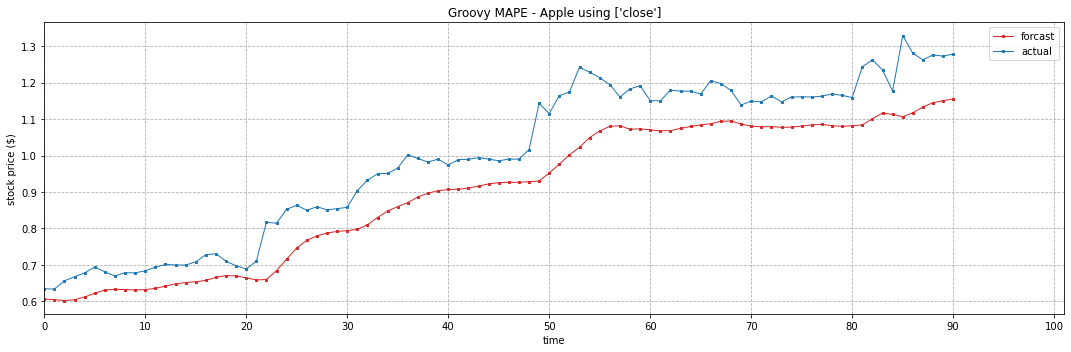 Groovy MAPE - Apple using ['close']
forcast
actual
stock price ($)
1.3
1.2
1.1
1.0
0.9
0.8
0.7
0.6
0 10 20 30 40 50 60 70 80 90 100
time